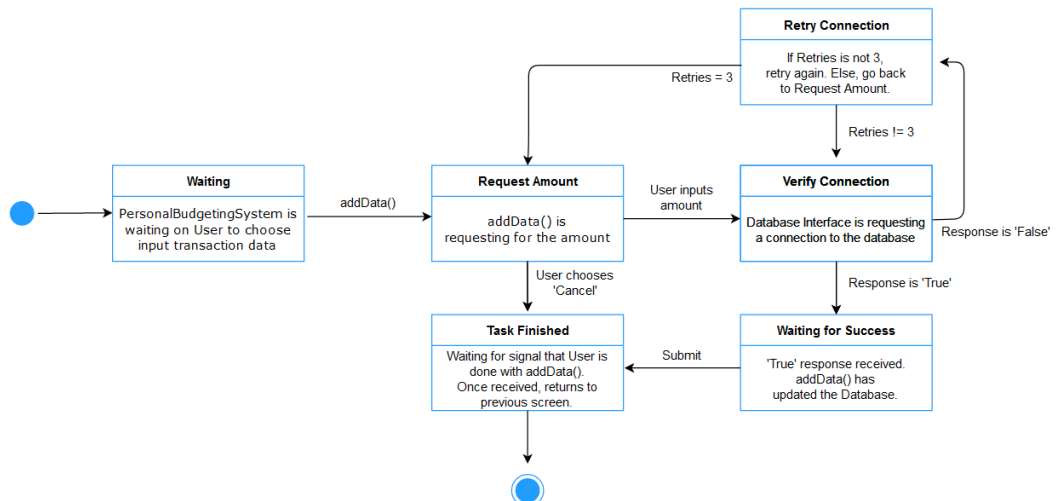 Retry Connection
If Retries is not 3,
retry again. Else, go back
to Request Amount.
Retries = 3
Retries != 3
Waiting
PersonalBudgetingSystem is
waiting on User to choose
input transaction data
addData()
Request Amount
addData() is
requesting for the amount
User inputs
amount
Verify Connection
Database Interface is requesting
a connection to the database
Response is 'False'
User chooses
'Cancel'
Response is 'True'
Task Finished
Waiting for signal that User is
done with addData().
Once received, returns to
previous screen.
Submit
Waiting for Success
'True' response received.
addData() has
updated the Database.